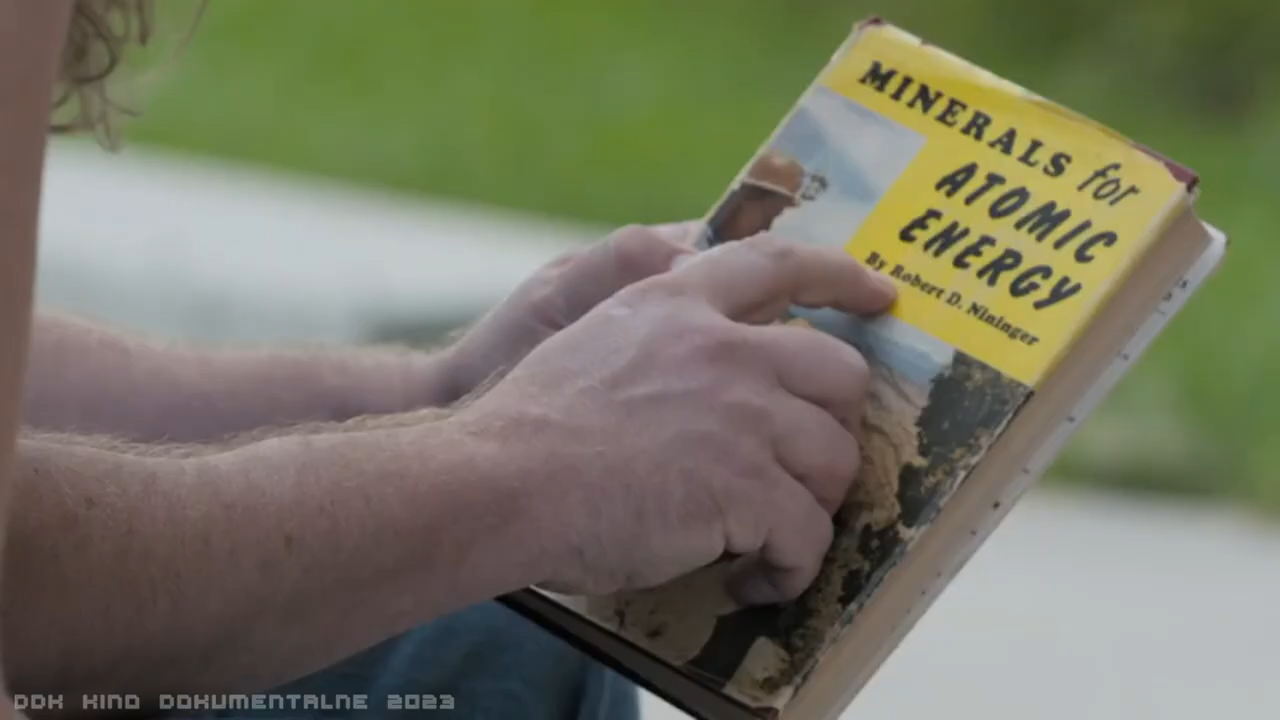 MINERALS for
ATOMIC
ENERGY
By Robert D. Nininger
DDK KINO DOKUMENTALNE 2023